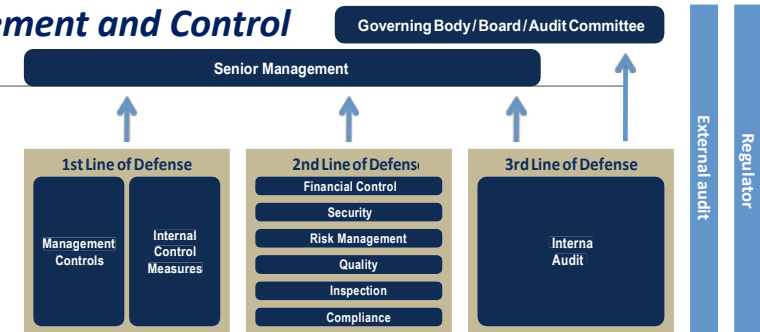 ement and Control
Governing Body / Board / Audit Committee
Senior Management
1st Line of Defense
Management
Controls
Internal
Control
Measures
2nd Line of Defens
Financial Control
Security
Risk Management
Quality
Inspection
Compliance
3rd Line of Defense
Interna
Audit
External audit
Regulator